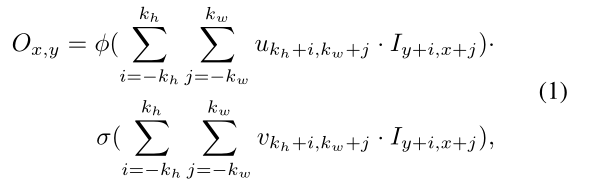 O_{x,y} = \phi(\sum_{i=-k_h}^{k_h} \sum_{j=-k_w}^{k_w} u_{k_h+i,k_w+j} \cdot I_{y+i,x+j}) \cdot
\sigma(\sum_{i=-k_h}^{k_h} \sum_{j=-k_w}^{k_w} v_{k_h+i,k_w+j} \cdot I_{y+i,x+j}), (1)